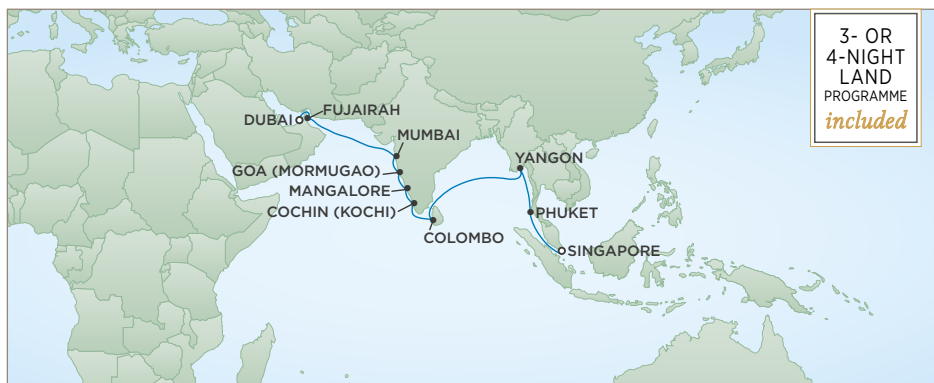 3- OR
4-NIGHT
LAND
PROGRAMME
included
FUJAIRAH
DUBAI
MUMBAI
YANGON
GOA (MORMUGAO)
MANGALORE
COCHIN (KOCHI)
PHUKET
COLOMBO
SINGAPORE